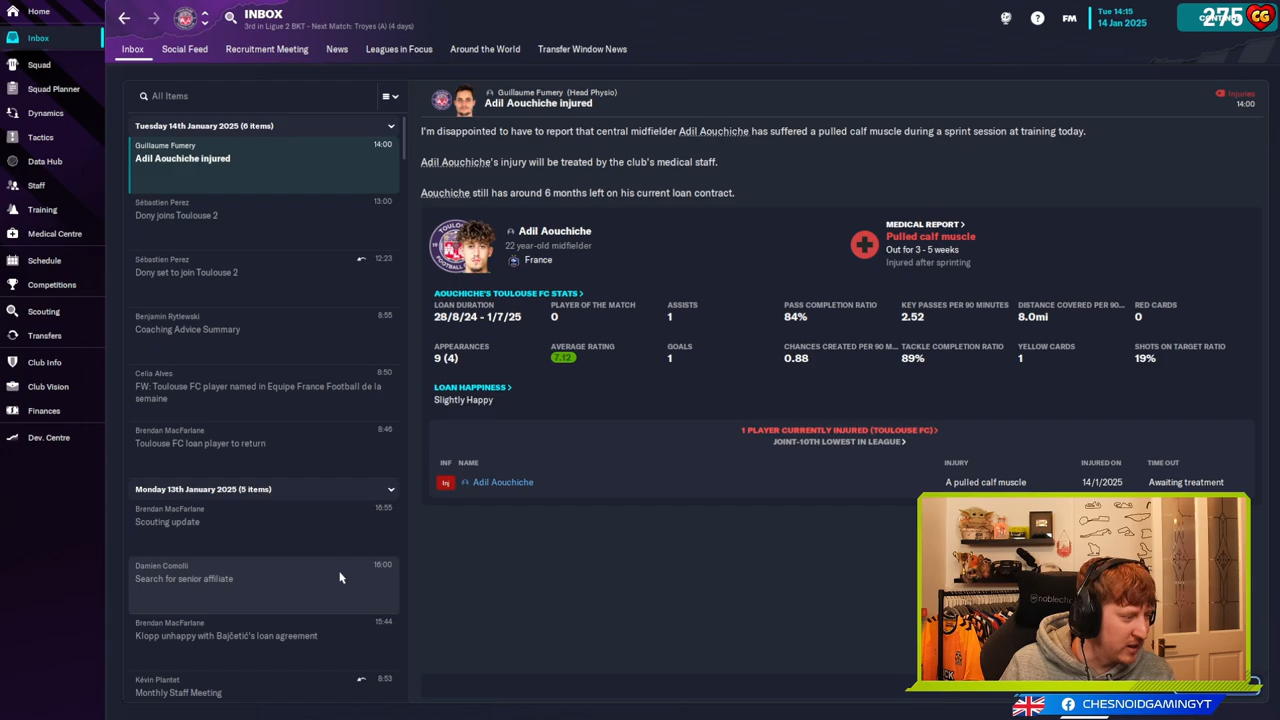 Home
Inbox
Squad
Squad Planner
Dynamics
Tactics
Data Hub
Staff
Training
Medical Centre
Schedule
Competitions
Scouting
Transfers
Club Info
Club Vision
Finances
Dev. Centre
INBOX
3rd in Ligue 2 BKT - Next Match: Troyes (A) (4 days)
FM
Tue 14:15
14 Jan 2025
275
CG
Inbox
Social Feed
Recruitment Meeting
News
Leagues in Focus
Around the World
Transfer Window News
All Items
Tuesday 14th January 2025 (6 items)
Guillaume Fumery
14:00
Adil Aouchiche injured
Sébastien Perez
13:00
Dony joins Toulouse 2
Sébastien Perez
12:23
Dony set to join Toulouse 2
Benjamin Rytlewski
8:55
Coaching Advice Summary
Celia Alves
8:50
FW: Toulouse FC player named in Equipe France Football de la
semaine
Brendan MacFarlane
8:46
Toulouse FC loan player to return
Monday 13th January 2025 (5 items)
Brendan MacFarlane
16:55
Scouting update
Damien Comolli
16:00
Search for senior affiliate
Brendan MacFarlane
15:44
Klopp unhappy with Bajčetić's loan agreement
Kévin Plantet
8:53
Monthly Staff Meeting
Guillaume Fumery (Head Physio)
Adil Aouchiche injured
Injuries
14:00
I'm disappointed to have to report that central midfielder Adil Aouchiche has suffered a pulled calf muscle during a sprint session at training today.
Adil Aouchiche's injury will be treated by the club's medical staff.
Aouchiche still has around 6 months left on his current loan contract.
Adil Aouchiche
22 year-old midfielder
France
MEDICAL REPORT >
Pulled calf muscle
Out for 3 - 5 weeks
Injured after sprinting
AOUCHICHE'S TOULOUSE FC STATS >
LOAN DURATION
28/8/24 - 1/7/25
PLAYER OF THE MATCH
0
ASSISTS
1
PASS COMPLETION RATIO
84%
KEY PASSES PER 90 MINUTES
2.52
DISTANCE COVERED PER 90...
8.0mi
RED CARDS
0
APPEARANCES
9 (4)
AVERAGE RATING
7.12
GOALS
1
CHANCES CREATED PER 90 M...
0.88
TACKLE COMPLETION RATIO
89%
YELLOW CARDS
1
SHOTS ON TARGET RATIO
19%
LOAN HAPPINESS >
Slightly Happy
1 PLAYER CURRENTLY INJURED (TOULOUSE FC) >
JOINT-10TH LOWEST IN LEAGUE >
INF
NAME
INJURY
INJURED ON
TIME OUT
Inj
Adil Aouchiche
A pulled calf muscle
14/1/2025
Awaiting treatment
CHESNOIDGAMINGYT